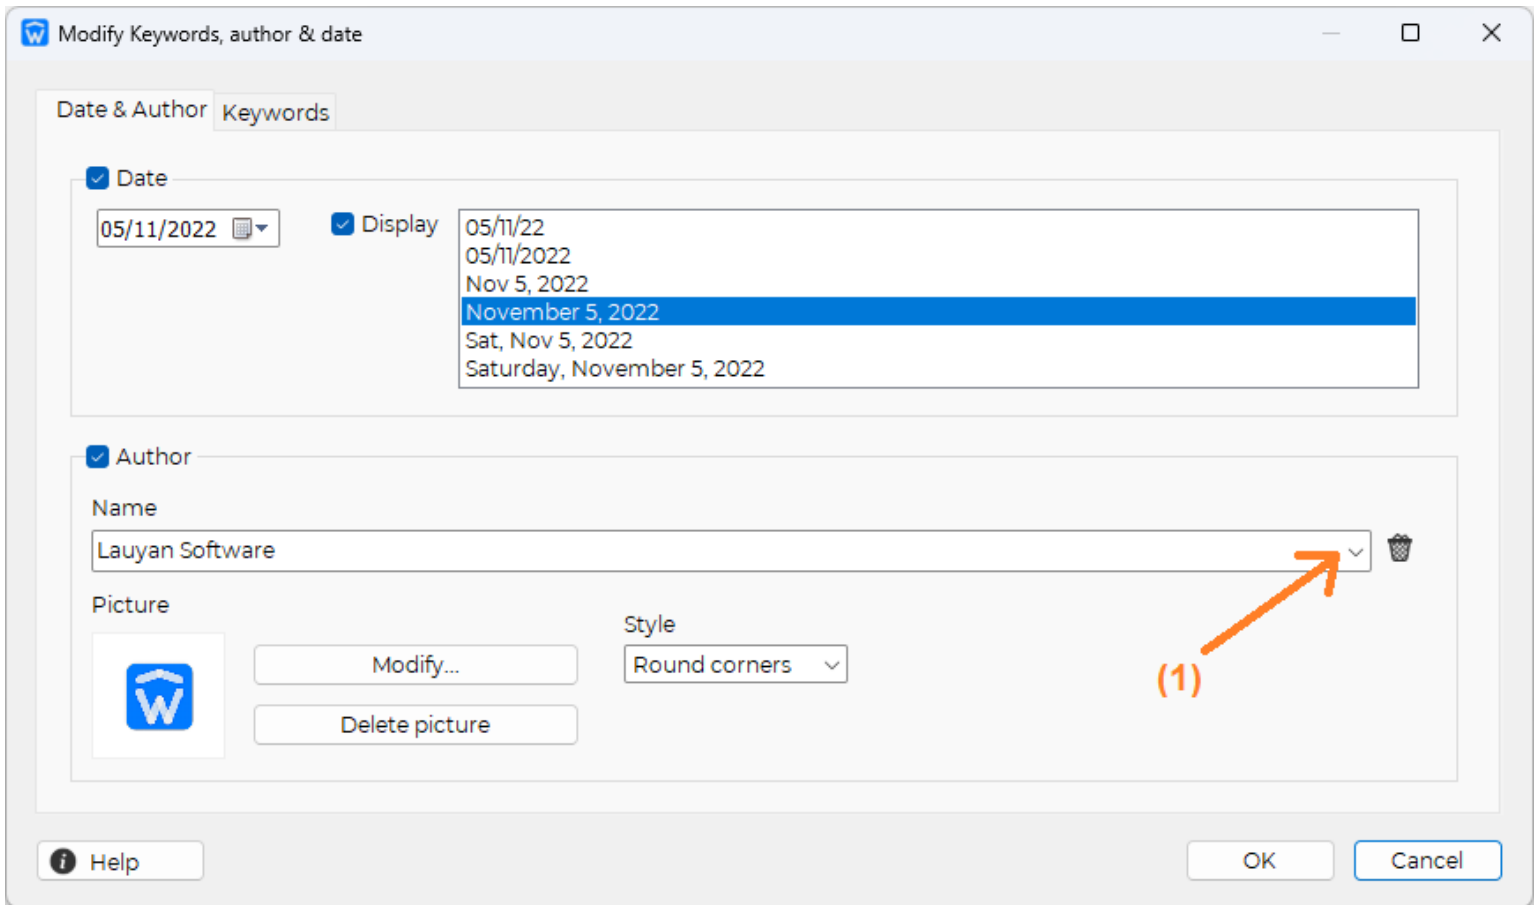 Modify Keywords, author & date
Date & Author
Keywords
Date
05/11/2022
Display
05/11/22
05/11/2022
Nov 5, 2022
November 5, 2022
Sat, Nov 5, 2022
Saturday, November 5, 2022
Author
Name
Lauyan Software
Picture
Style
Modify...
Round corners
(1)
Delete picture
Help
OK
Cancel